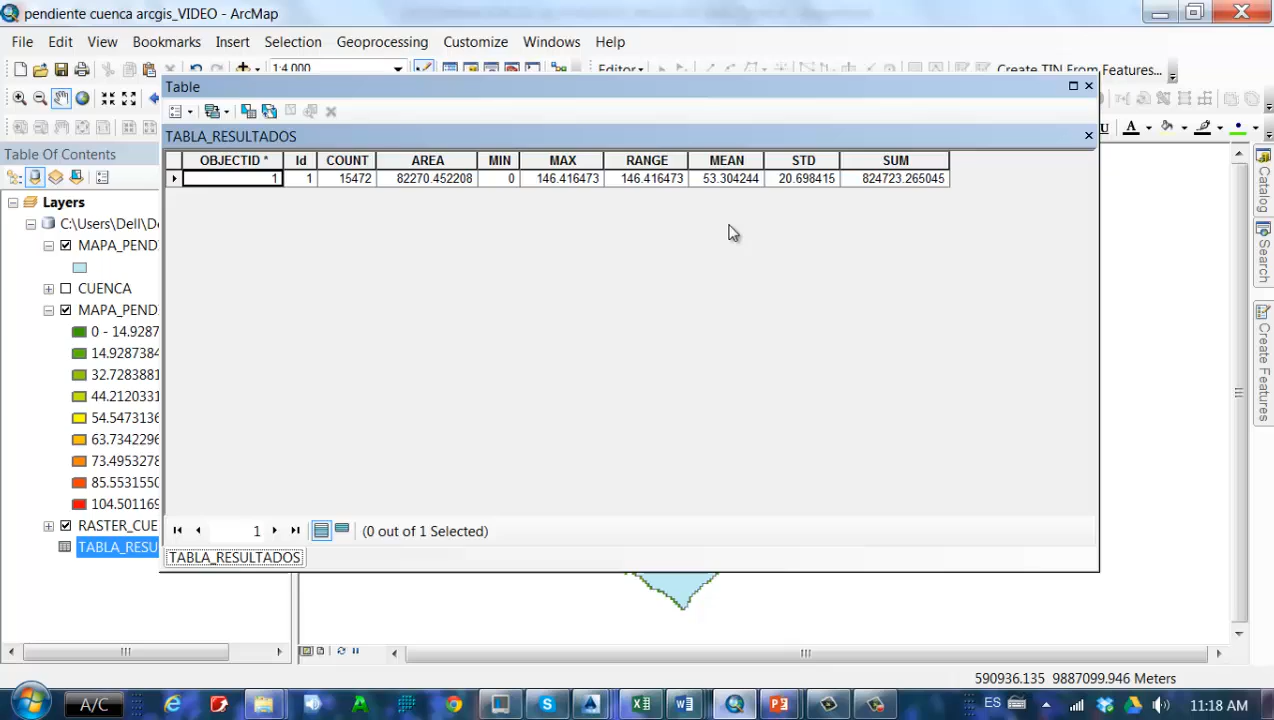 pendiente cuenca arcgis_VIDEO - ArcMap
File Edit View Bookmarks Insert Selection Geoprocessing Customize Windows Help
1:4.000 Editor Create TIN From Features...
Table
TABLA_RESULTADOS
OBJECTID * Id COUNT AREA MIN MAX RANGE MEAN STD SUM
1 1 15472 82270.452208 0 146.416473 146.416473 53.304244 20.698415 824723.265045
Table Of Contents
Layers
C:\Users\Dell\D
MAPA_PEND
CUENCA
MAPA_PEND
0 - 14.9287
14.9287384
32.7283881
44.2120331
54.5473136
63.7342296
73.4953278
85.5531550
104.501169
RASTER_CUE
TABLA_RESU
1 (0 out of 1 Selected)
TABLA_RESULTADOS
U A
Catalog
Search
Create Features
590936.135 9887099.946 Meters
A/C ES 11:18 AM